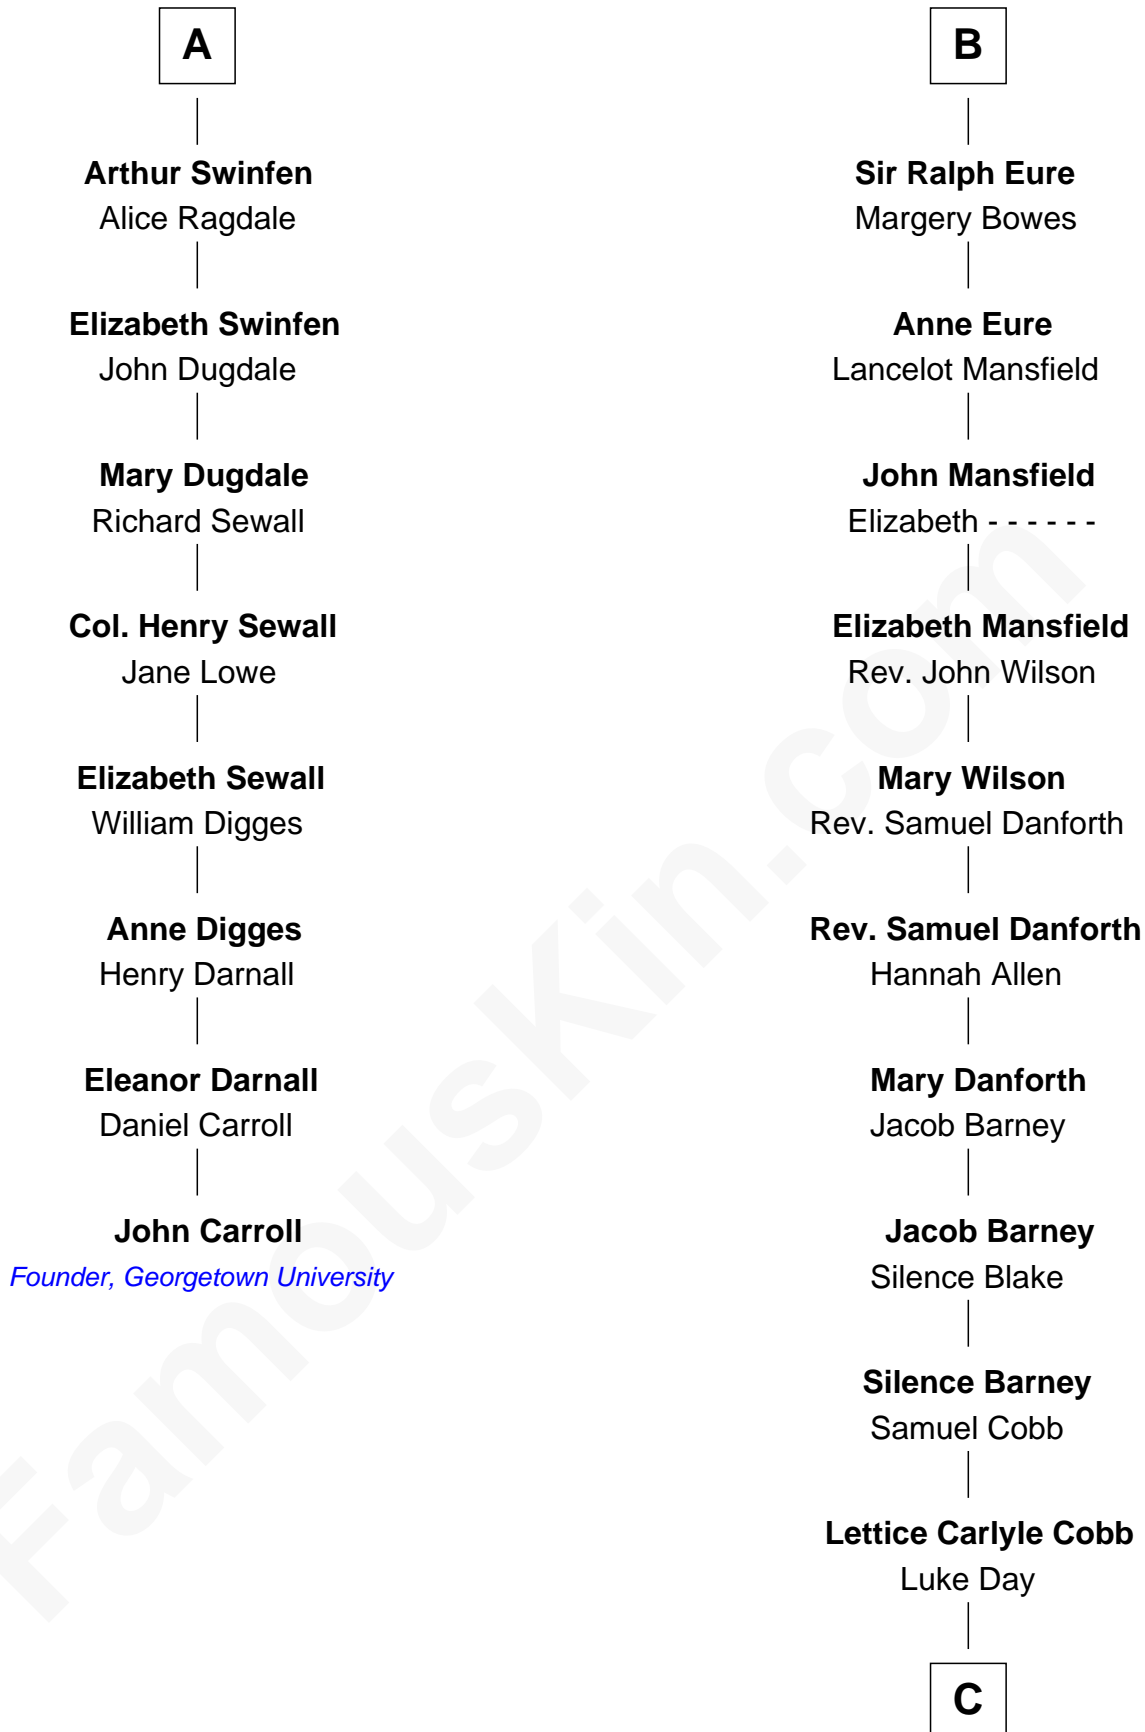 A
Arthur Swinfen
Alice Ragdale
Elizabeth Swinfen
John Dugdale
Mary Dugdale
Richard Sewall
Col. Henry Sewall
Jane Lowe
Elizabeth Sewall
William Digges
Anne Digges
Henry Darnall
Eleanor Darnall
Daniel Carroll
John Carroll
Founder, Georgetown University
B
Sir Ralph Eure
Margery Bowes
Anne Eure
Lancelot Mansfield
John Mansfield
Elizabeth - - - - - -
Elizabeth Mansfield
Rev. John Wilson
Mary Wilson
Rev. Samuel Danforth
Rev. Samuel Danforth
Hannah Allen
Mary Danforth
Jacob Barney
Jacob Barney
Silence Blake
Silence Barney
Samuel Cobb
Lettice Carlyle Cobb
Luke Day
C
FamousKin.com